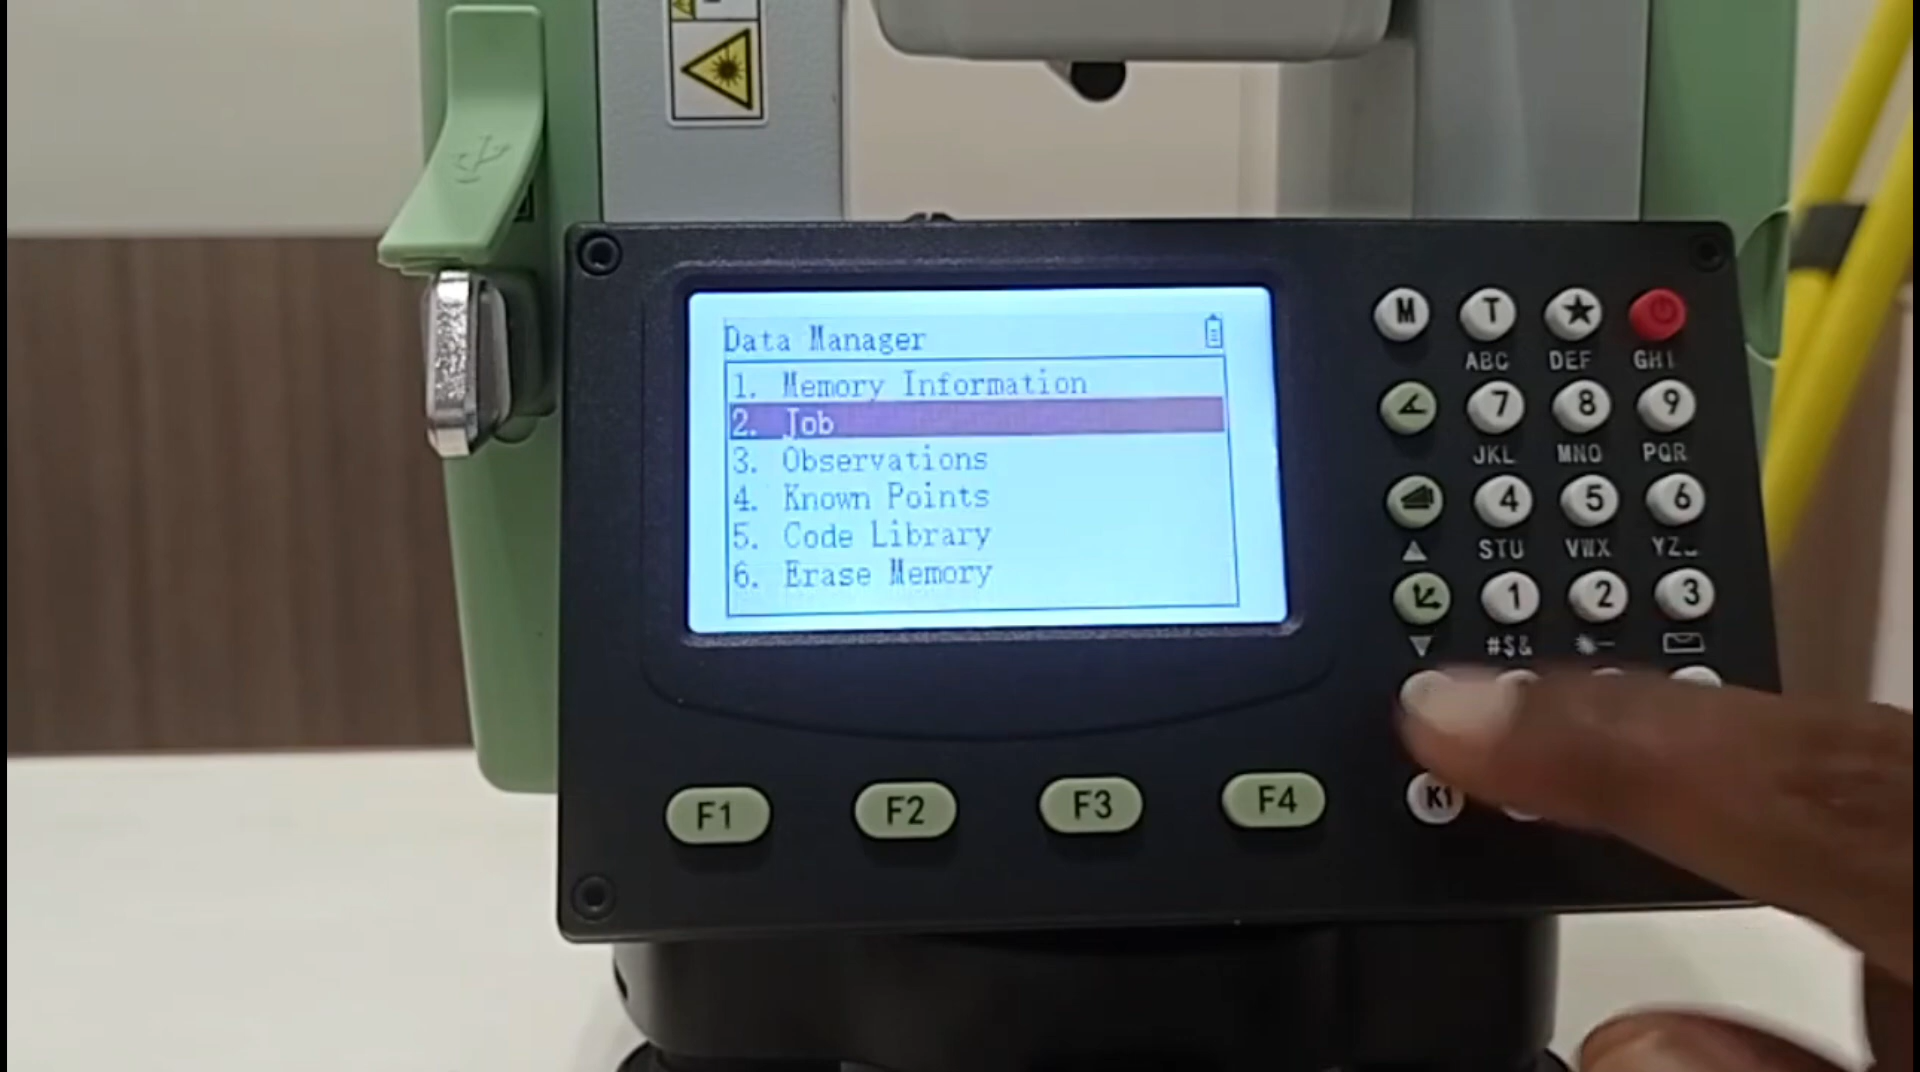 Data Manager
1. Memory Information
2. Job
3. Observations
4. Known Points
5. Code Library
6. Erase Memory
M T
ABC DEF GHI
7 8 9
JKL MNO PQR
4 5 6
STU VWX YZ_
1 2 3
#$&
F1 F2 F3 F4 K1